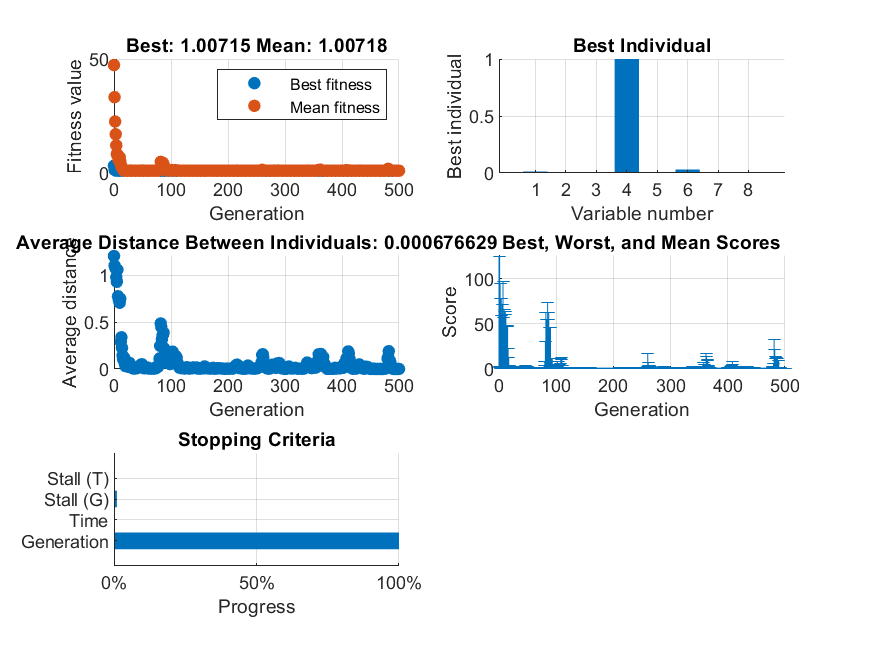 Best: 1.00715 Mean: 1.00718
Fitness value
50
0
Best fitness
Mean fitness
0 100 200 300 400 500
Generation
Best Individual
Best individual
1
0.5
0
1 2 3 4 5 6 7 8
Variable number
Average Distance Between Individuals: 0.000676629
Average distance
1
0.5
0
0 100 200 300 400 500
Generation
Best, Worst, and Mean Scores
Score
100
50
0
0 100 200 300 400 500
Generation
Stopping Criteria
Stall (T)
Stall (G)
Time
Generation
0% 50% 100%
Progress